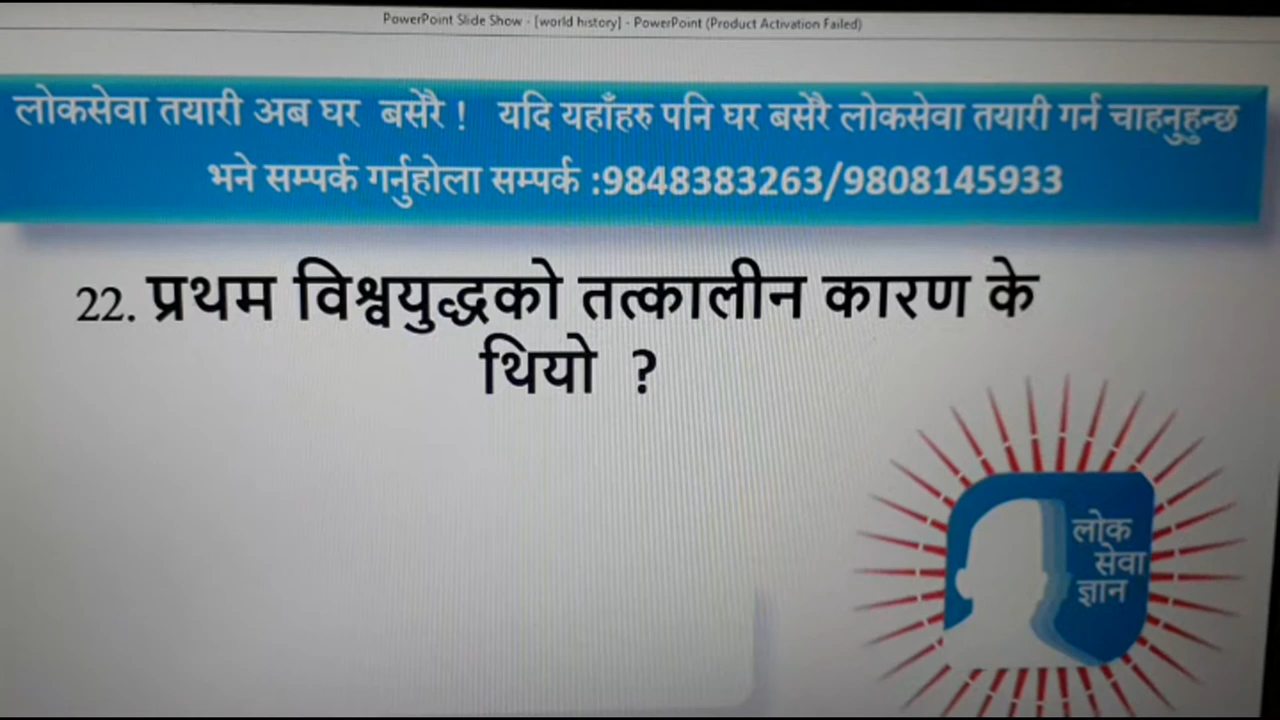 PowerPoint Slide Show - [world history] - PowerPoint (Product Activation Failed)
लोकसेवा तयारी अब घर बसेरै ! यदि यहाँहरु पनि घर बसेरै लोकसेवा तयारी गर्न चाहनुहुन्छ
भने सम्पर्क गर्नुहोला सम्पर्क :9848383263/9808145933
22. प्रथम विश्वयुद्धको तत्कालीन कारण के
थियो ?
लोक
सेवा
ज्ञान